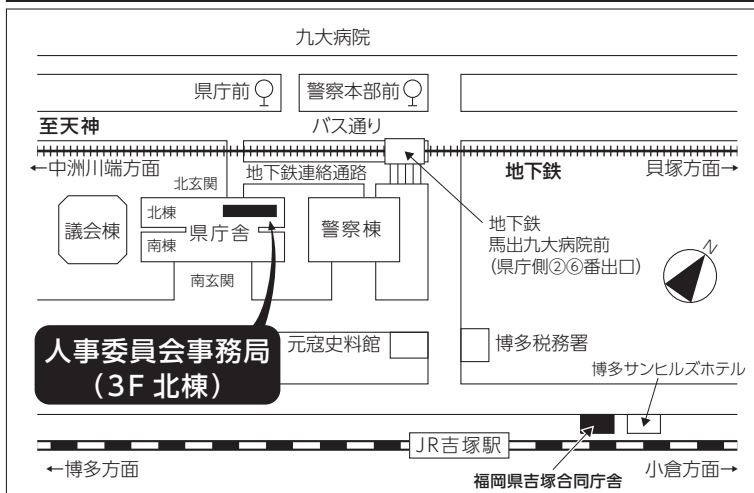 九大病院
県庁前
警察本部前
至天神
バス通り
←中洲川端方面
地下鉄連絡通路
地下鉄
貝塚方面→
北玄関
議会棟
北棟
県庁舎
南棟
警察棟
地下鉄
馬出九大病院前
(県庁側②⑥番出口)
N
南玄関
人事委員会事務局
(3F 北棟)
元寇史料館
博多税務署
博多サンヒルズホテル
JR吉塚駅
←博多方面
福岡県吉塚合同庁舎
小倉方面→